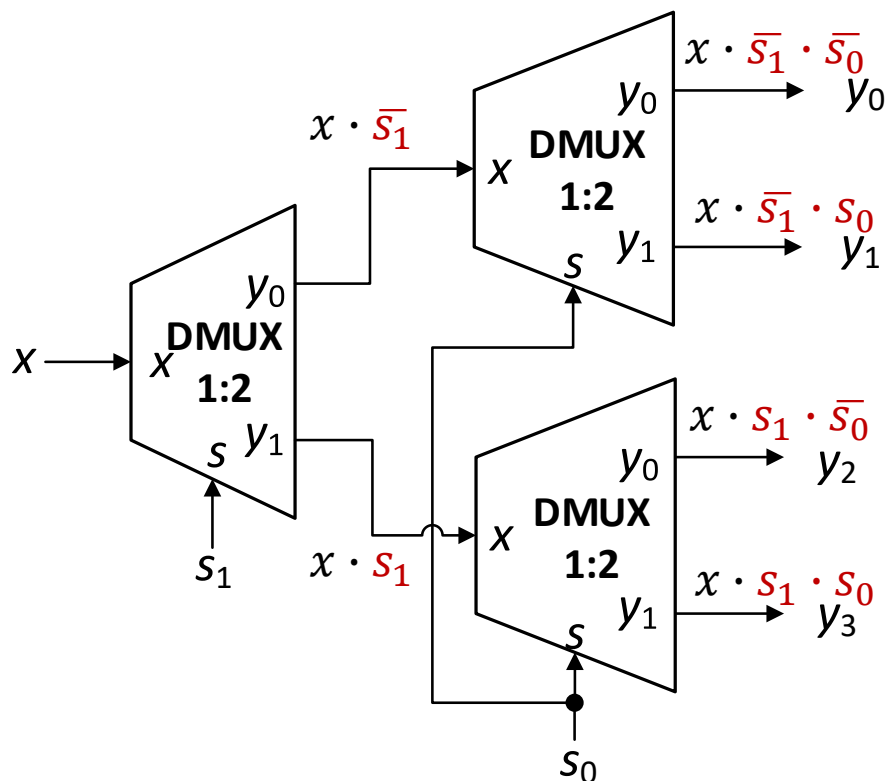 x · s̅₁ · s̅₀
y₀
y₀
x · s̅₁
DMUX
1:2
x
x · s̅₁ · s₀
y₁
y₁
s
y₀
DMUX
1:2
x
x
y₁
s
s₁
x · s₁
x · s₁ · s̅₀
y₀
y₂
DMUX
1:2
x
x · s₁ · s₀
y₁
y₃
s
s₀